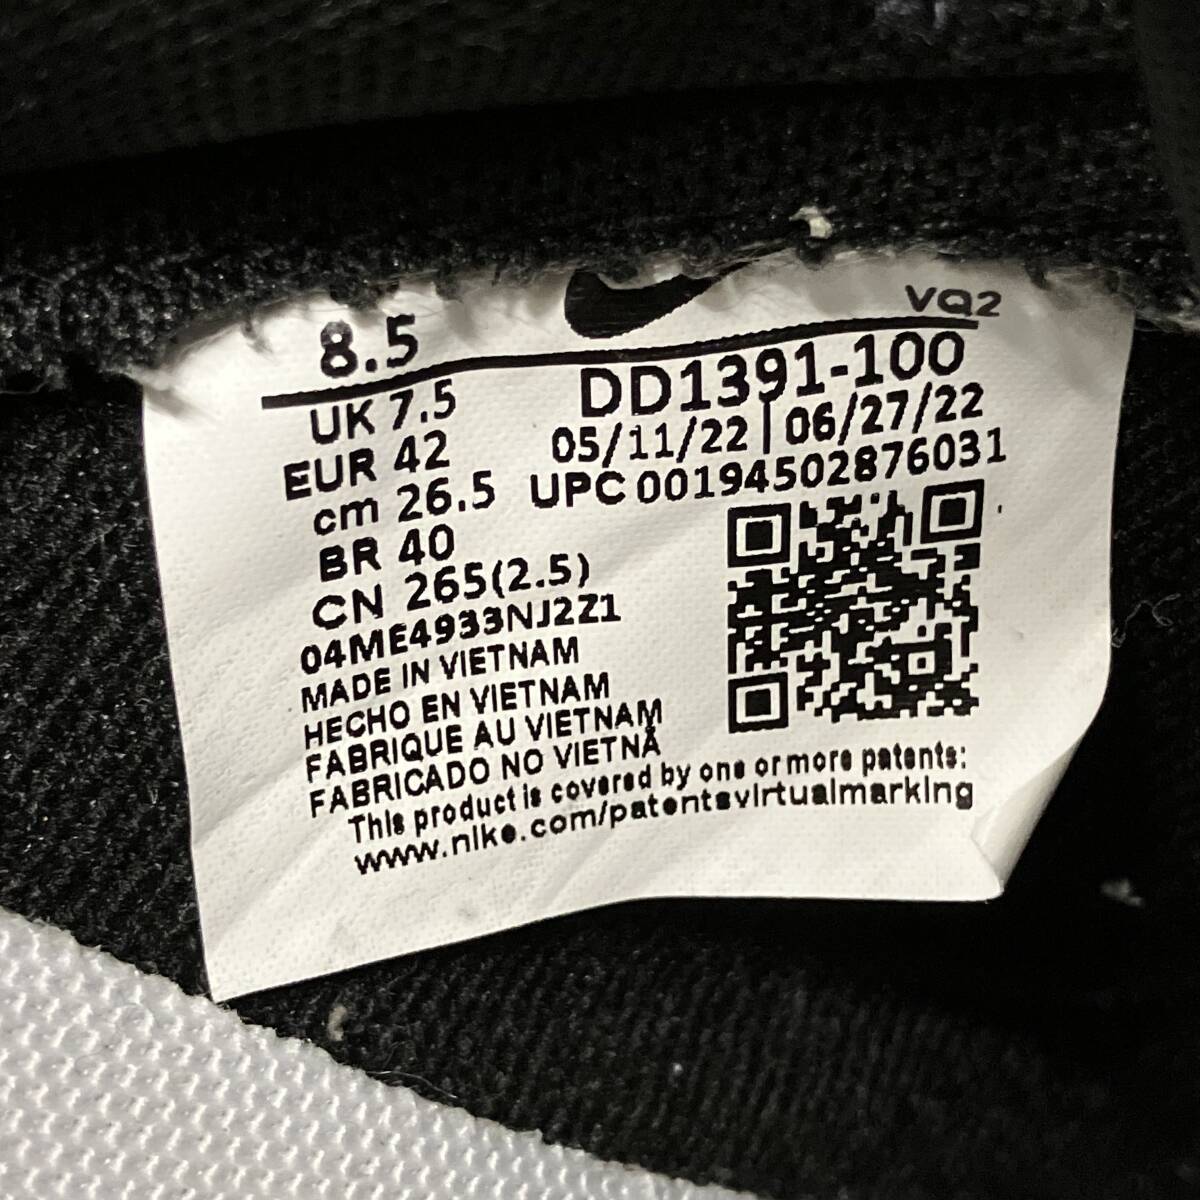 8.5
VQ2
UK 7.5
EUR 42
cm 26.5
BR 40
CN 265(2.5)
DD1391-100
05/11/22 | 06/27/22
UPC 00194502876031
04ME4933NJ2Z1
MADE IN VIETNAM
HECHO EN VIETNAM
FABRIQUE AU VIETNAM
FABRICADO NO VIETNÃ
This product is covered by one or more patents:
www.nike.com/patentsvirtualmarking